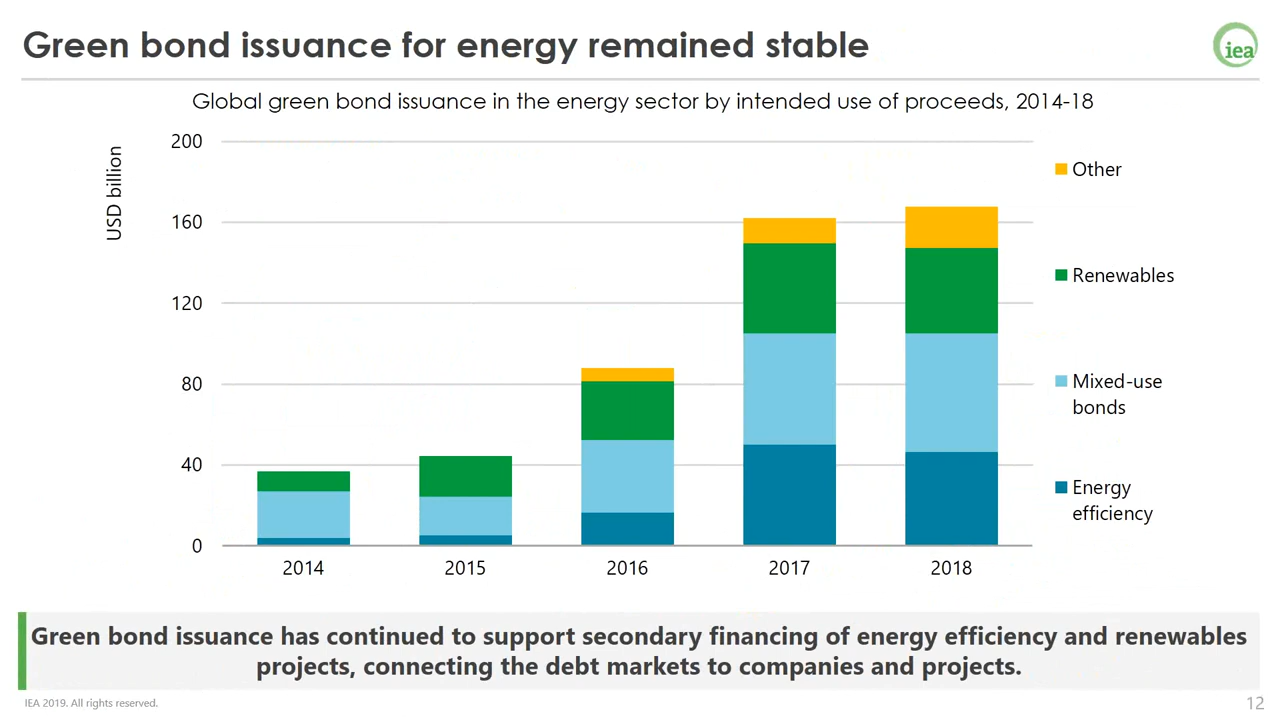 Green bond issuance for energy remained stable
iea
Global green bond issuance in the energy sector by intended use of proceeds, 2014-18
USD billion
200
160
120
80
40
0
2014
2015
2016
2017
2018
Other
Renewables
Mixed-use
bonds
Energy
efficiency
Green bond issuance has continued to support secondary financing of energy efficiency and renewables
projects, connecting the debt markets to companies and projects.
IEA 2019. All rights reserved.
12